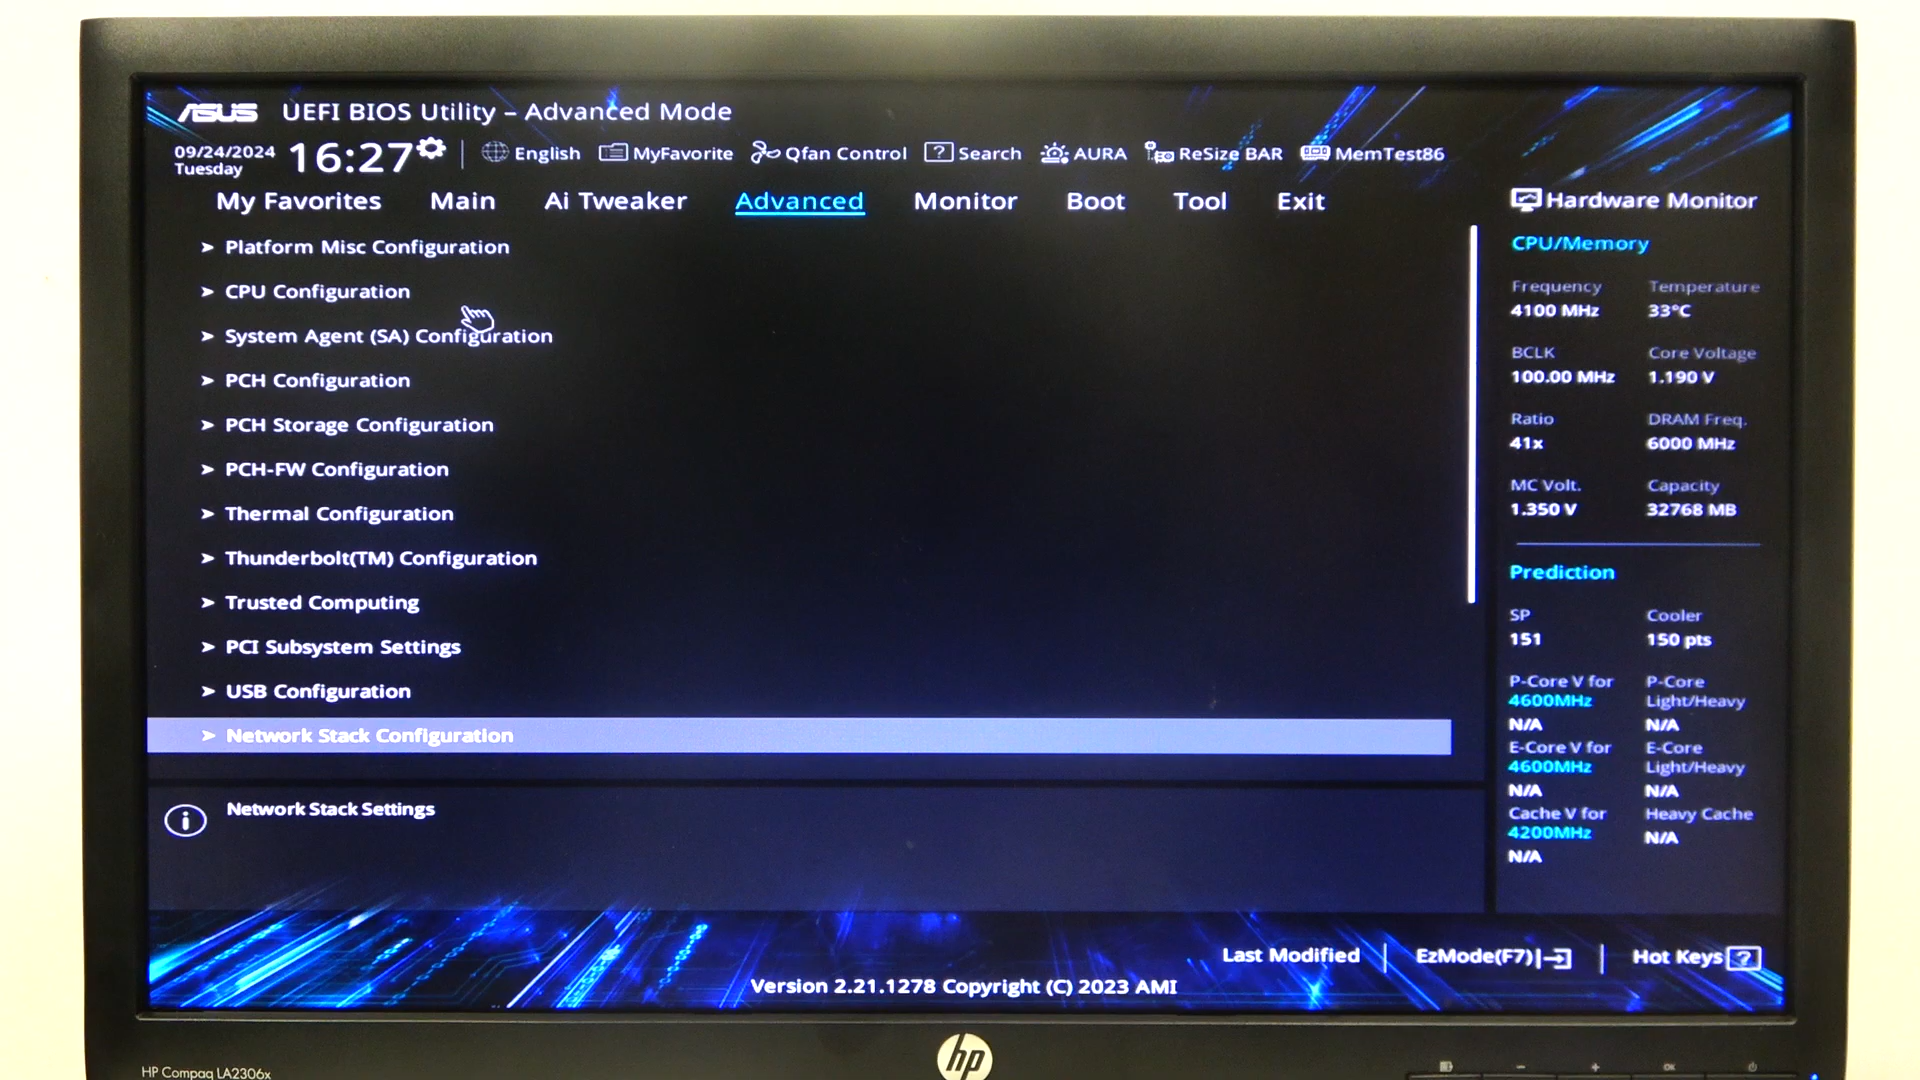 ASUS UEFI BIOS Utility – Advanced Mode
09/24/2024
Tuesday
16:27
English MyFavorite Qfan Control ? Search AURA ReSize BAR MemTest86
My Favorites Main Ai Tweaker Advanced Monitor Boot Tool Exit
> Platform Misc Configuration
> CPU Configuration
> System Agent (SA) Configuration
> PCH Configuration
> PCH Storage Configuration
> PCH-FW Configuration
> Thermal Configuration
> Thunderbolt(TM) Configuration
> Trusted Computing
> PCI Subsystem Settings
> USB Configuration
> Network Stack Configuration
i Network Stack Settings
Hardware Monitor
CPU/Memory
Frequency Temperature
4100 MHz 33°C
BCLK Core Voltage
100.00 MHz 1.190 V
Ratio DRAM Freq.
41x 6000 MHz
MC Volt. Capacity
1.350 V 32768 MB
Prediction
SP Cooler
151 150 pts
P-Core V for P-Core
4600MHz Light/Heavy
N/A N/A
E-Core V for E-Core
4600MHz Light/Heavy
N/A N/A
Cache V for Heavy Cache
4200MHz N/A
N/A
Last Modified EzMode(F7) Hot Keys ?
Version 2.21.1278 Copyright (C) 2023 AMI
hp
HP Compaq LA2306x
- + OK